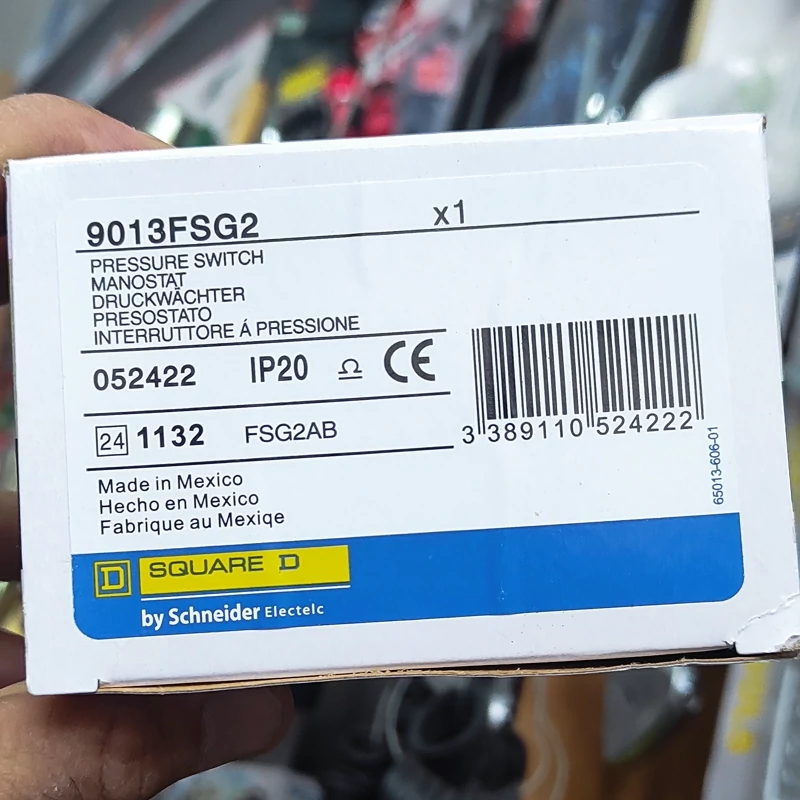 9013FSG2 x1
PRESSURE SWITCH
MANOSTAT
DRUCKWÄCHTER
PRESOSTATO
INTERRUTTORE Á PRESSIONE
052422 IP20 Ω CE
24 1132 FSG2AB
3 389110 524222
65013-606-01
Made in Mexico
Hecho en Mexico
Fabrique au Mexiqe
D SQUARE D
by Schneider Electelc